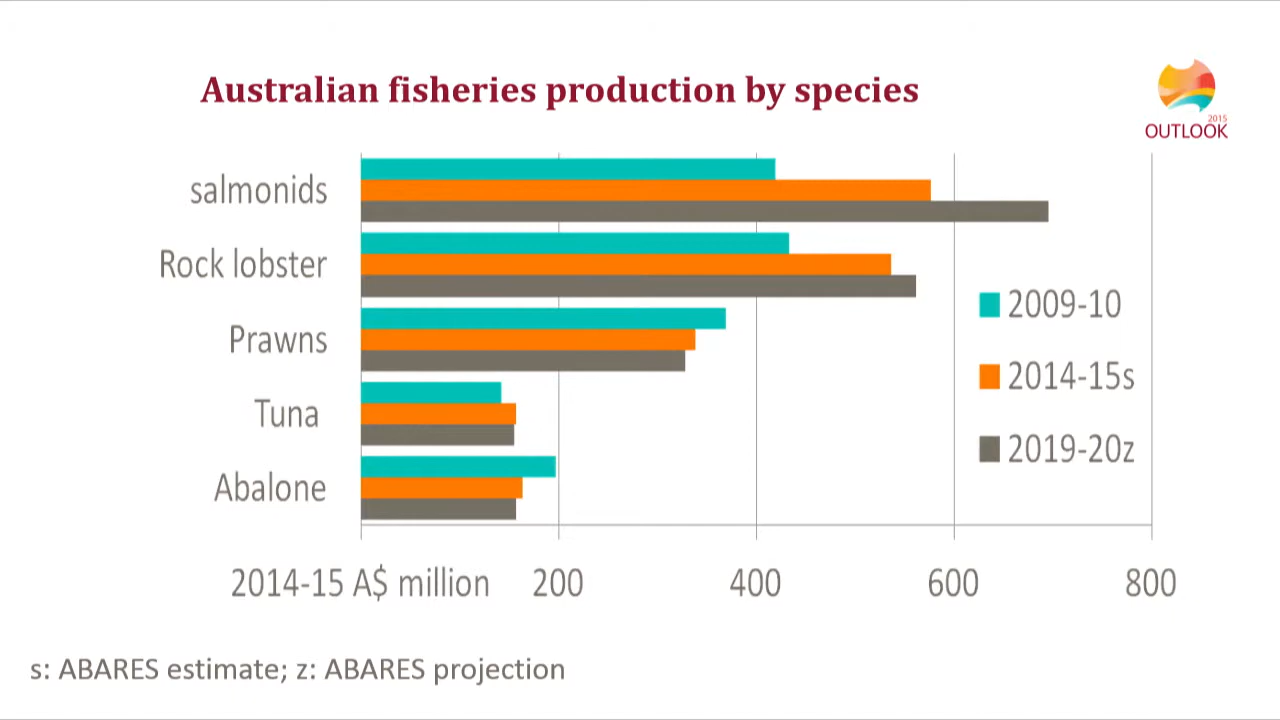 Australian fisheries production by species
2015
OUTLOOK
salmonids
Rock lobster
Prawns
Tuna
Abalone
2009-10
2014-15s
2019-20z
2014-15 A$ million 200 400 600 800
s: ABARES estimate; z: ABARES projection